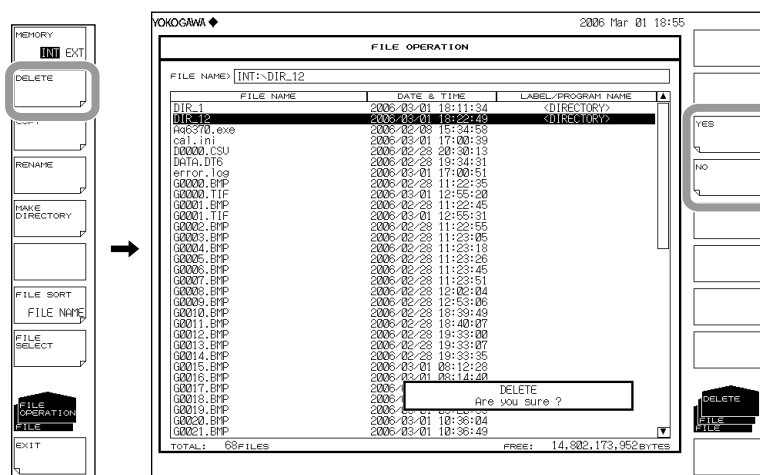 MEMORY
INT EXT
DELETE
COPY
RENAME
MAKE
DIRECTORY
FILE SORT
FILE NAME
FILE
SELECT
FILE
OPERATION
FILE
EXIT
YOKOGAWA ◆ 2006 Mar 01 18:55
FILE OPERATION
FILE NAME> INT:\DIR_12
FILE NAME DATE & TIME LABEL/PROGRAM NAME
DIR_1 2006/03/01 18:11:34 <DIRECTORY>
DIR_12 2006/03/01 18:22:49 <DIRECTORY>
Aq6370.exe 2006/02/08 15:34:58
cal.ini 2006/03/01 17:00:39
D0000.CSV 2006/02/28 20:30:13
DATA.DT6 2006/02/28 19:34:31
error.log 2006/03/01 17:00:51
G0000.BMP 2006/02/28 11:22:35
G0000.TIF 2006/03/01 12:55:20
G0001.BMP 2006/02/28 11:22:45
G0001.TIF 2006/03/01 12:55:31
G0002.BMP 2006/02/28 11:22:55
G0003.BMP 2006/02/28 11:23:05
G0004.BMP 2006/02/28 11:23:18
G0005.BMP 2006/02/28 11:23:26
G0006.BMP 2006/02/28 11:23:45
G0007.BMP 2006/02/28 11:23:51
G0008.BMP 2006/02/28 12:02:04
G0009.BMP 2006/02/28 12:53:06
G0010.BMP 2006/02/28 18:39:49
G0011.BMP 2006/02/28 18:40:07
G0012.BMP 2006/02/28 19:33:00
G0013.BMP 2006/02/28 19:33:07
G0014.BMP 2006/02/28 19:33:35
G0015.BMP 2006/03/01 08:12:28
G0016.BMP 2006/03/01 08:14:40
G0017.BMP 2006/
G0018.BMP 2006/
G0019.BMP
G0020.BMP 2006/03/01 10:36:04
G0021.BMP 2006/03/01 10:36:49
DELETE
Are you sure ?
TOTAL: 68FILES FREE: 14,802,173,952BYTES
YES
NO
DELETE
FILE
FILE